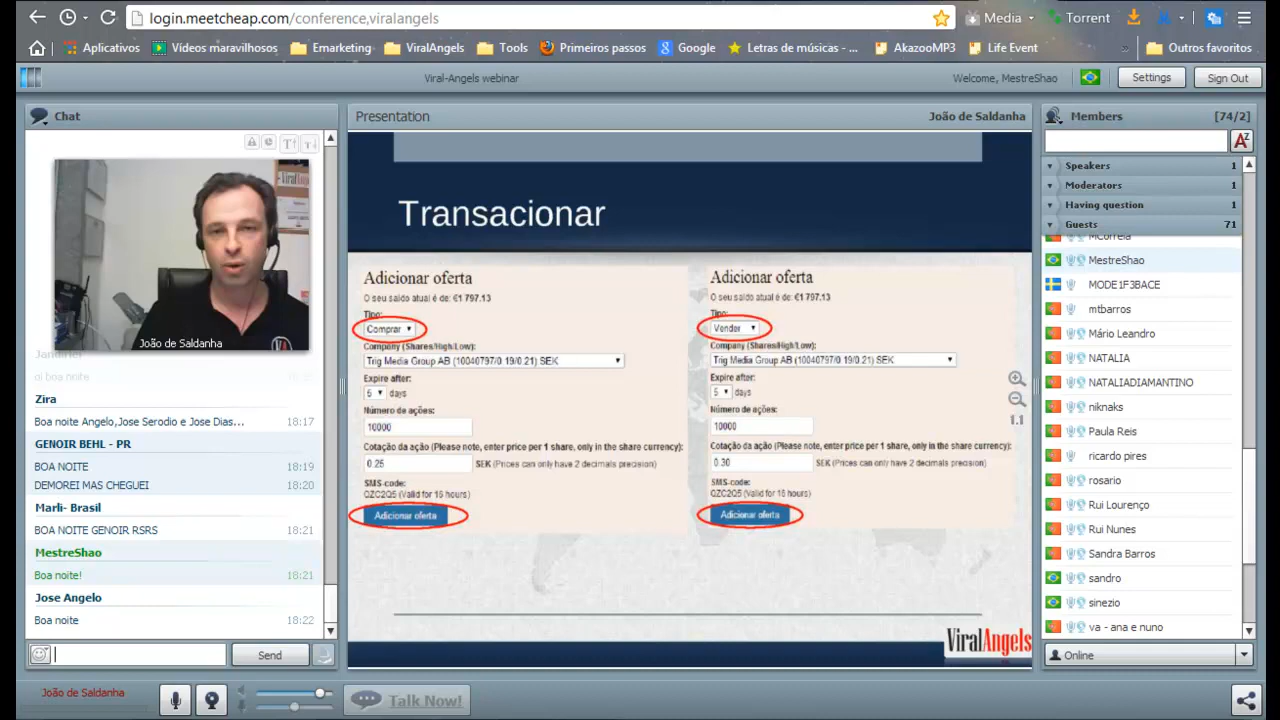 login.meetcheap.com/conference,viralangels
Media
Torrent
Aplicativos
Vídeos maravilhosos
Emarketing
ViralAngels
Tools
Primeiros passos
Google
Letras de músicas - ...
AkazooMP3
Life Event
»
Outros favoritos
Viral-Angels webinar
Welcome, MestreShao
Settings
Sign Out
Chat
João de Saldanha
Jandirlei
oi boa noite
Zira
Boa noite Angelo,Jose Serodio e Jose Dias... 18:17
GENOIR BEHL - PR
BOA NOITE 18:19
DEMOREI MAS CHEGUEI 18:20
Marli- Brasil
BOA NOITE GENOIR RSRS 18:21
MestreShao
Boa noite! 18:21
Jose Angelo
Boa noite 18:22
Send
João de Saldanha
Talk Now!
Presentation João de Saldanha
Transacionar
Adicionar oferta
O seu saldo atual é de: €1 797.13
Tipo:
Comprar
Company (Shares/High/Low):
Trig Media Group AB (10040797/0 19/0.21) SEK
Expire after:
days
Número de ações:
10000
Cotação da ação (Please note, enter price per 1 share, only in the share currency):
0.25 SEK (Prices can only have 2 decimals precision)
SMS-code:
QZC2Q5 (Valid for 16 hours)
Adicionar oferta
Adicionar oferta
O seu saldo atual é de: €1 797.13
Tipo:
Vender
Company (Shares/High/Low):
Trig Media Group AB (10040797/0 19/0.21) SEK
Expire after:
5 days
Número de ações:
10000
Cotação da ação (Please note, enter price per 1 share, only in the share currency):
0.30 SEK (Prices can only have 2 decimals precision)
SMS-code:
QZC2Q5 (Valid for 16 hours)
Adicionar oferta
1.1
ViralAngels
Members [74/2]
Speakers 1
Moderators 1
Having question 1
Guests 71
MCorreia
MestreShao
MODE1F3BACE
mtbarros
Mário Leandro
NATALIA
NATALIADIAMANTINO
niknaks
Paula Reis
ricardo pires
rosario
Rui Lourenço
Rui Nunes
Sandra Barros
sandro
sinezio
va - ana e nuno
Online